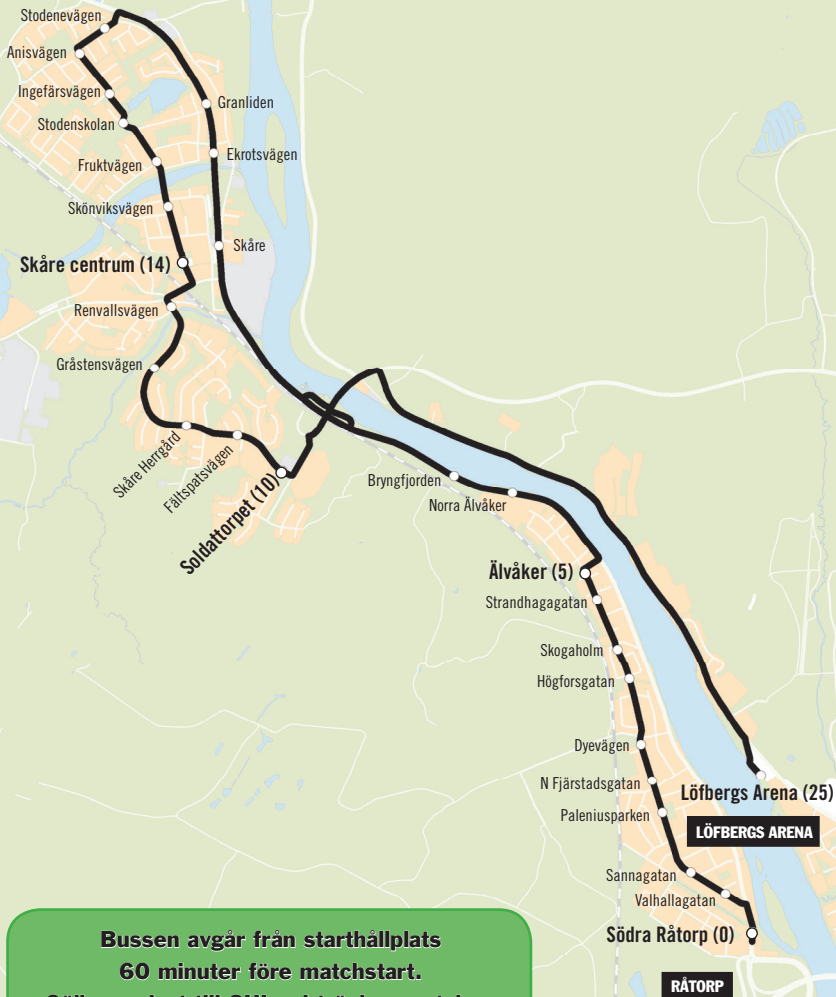 Stodenevägen
Anisvägen
Ingefärsvägen
Granliden
Stodenskolan
Ekrotsvägen
Fruktvägen
Skönviksvägen
Skåre
Skåre centrum (14)
Renvallsvägen
Gråstensvägen
Skåre Herrgård
Fältspatsvägen
Soldattorpet (10)
Bryngfjorden
Norra Älvåker
Älvåker (5)
Strandhagagatan
Skogaholm
Högforsgatan
Dyevägen
N Fjärstadsgatan
Löfbergs Arena (25)
Paleniusparken
LÖFBERGS ARENA
Sannagatan
Valhallagatan
Södra Råtorp (0)
RÅTORP
Bussen avgår från starthållplats
60 minuter före matchstart.